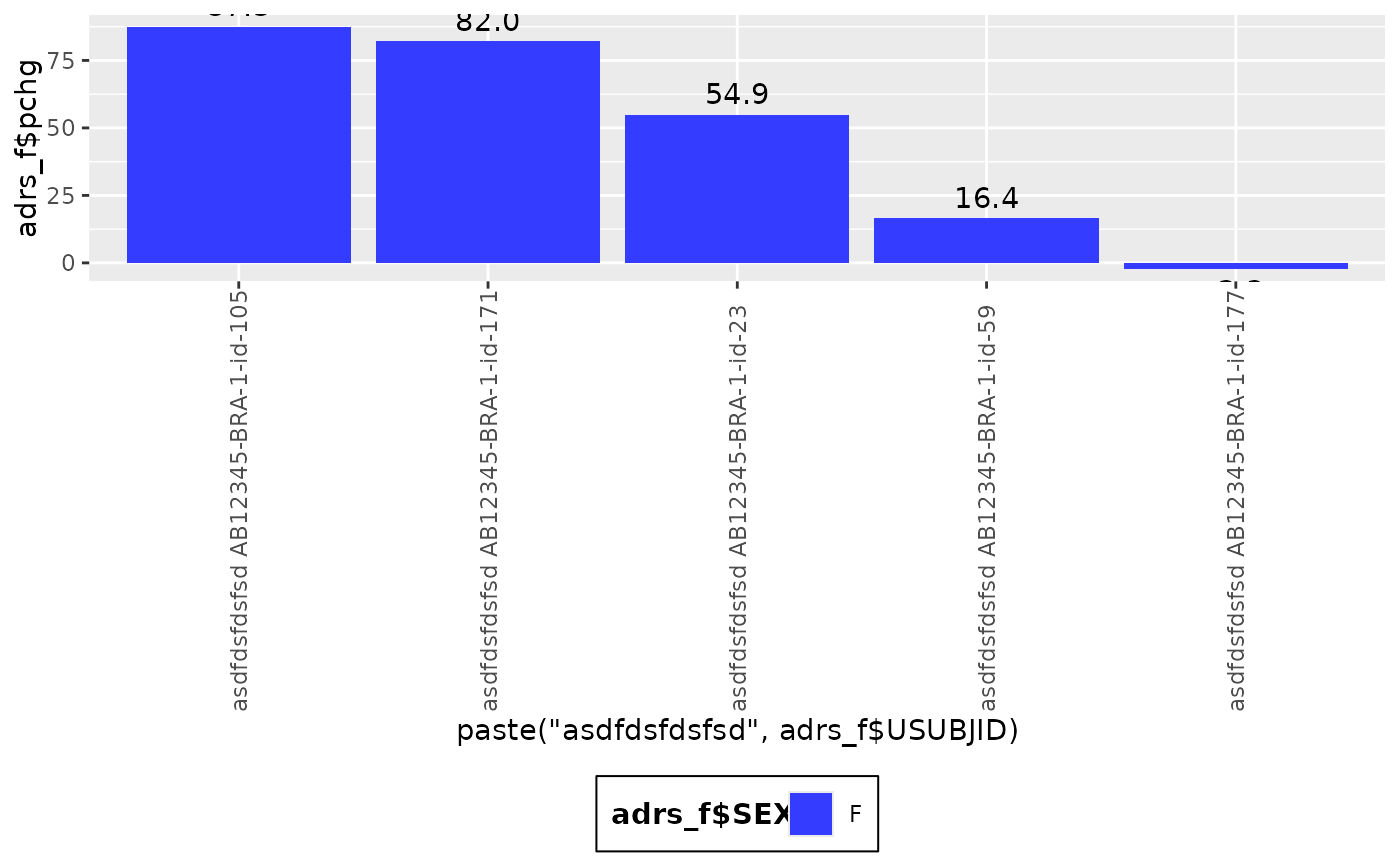 82.0
54.9
16.4
adrs_f$pchg
75
50
25
0
asdfdsfdsfsd AB12345-BRA-1-id-105
asdfdsfdsfsd AB12345-BRA-1-id-171
asdfdsfdsfsd AB12345-BRA-1-id-23
asdfdsfdsfsd AB12345-BRA-1-id-59
asdfdsfdsfsd AB12345-BRA-1-id-177
paste("asdfdsfdsfsd", adrs_f$USUBJID)
adrs_f$SEX F